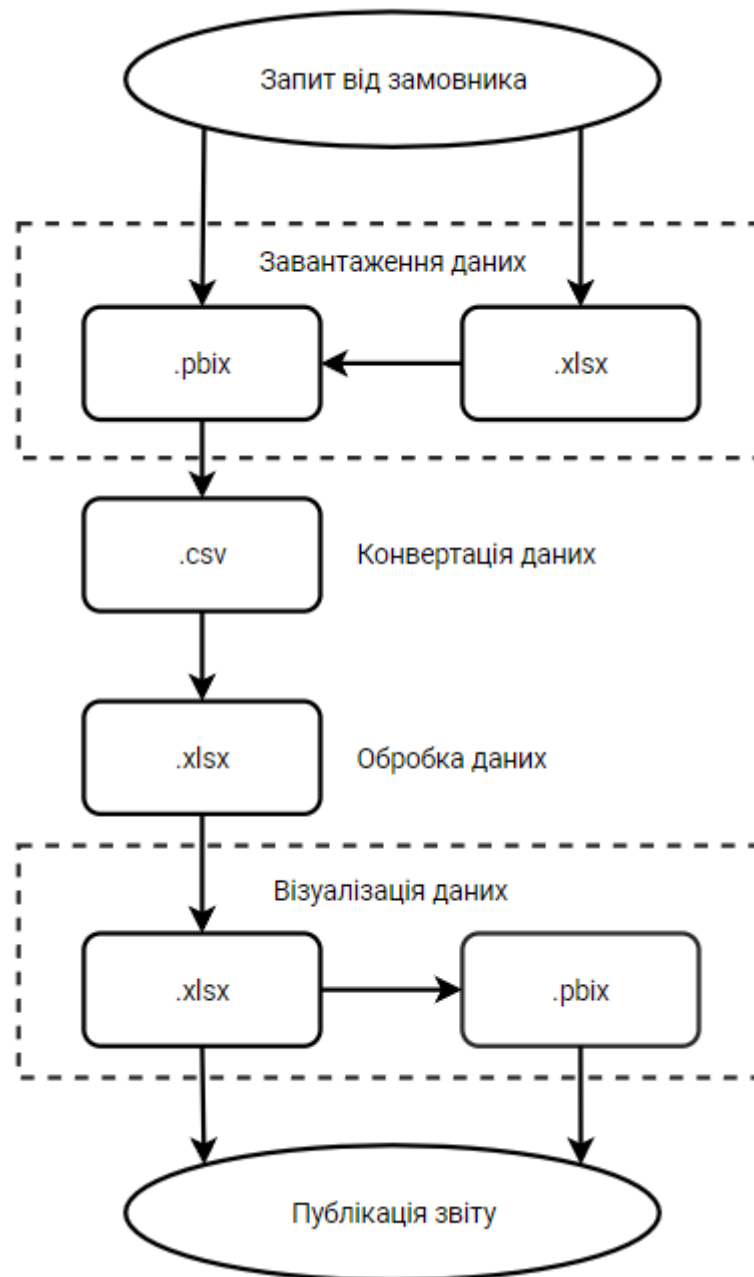 Запит від замовника
Завантаження даних
.pbix
.xlsx
.csv
Конвертація даних
.xlsx
Обробка даних
Візуалізація даних
.xlsx
.pbix
Публікація звіту